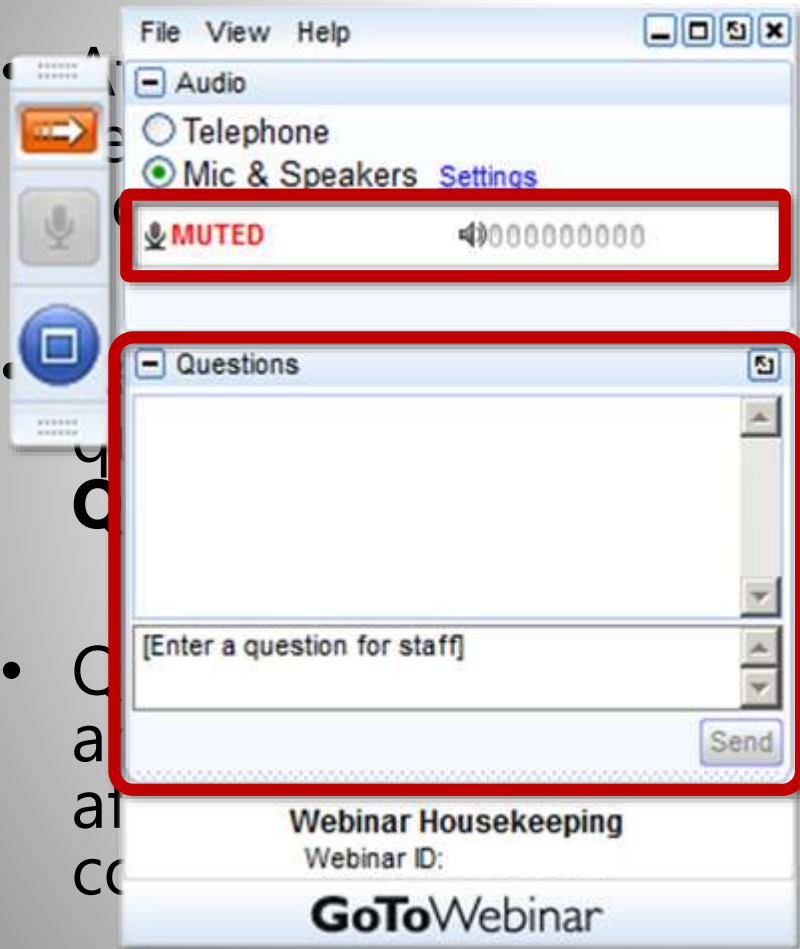 File View Help
Audio
Telephone
Mic & Speakers Settings
MUTED 000000000
Questions
[Enter a question for staff]
Send
Webinar Housekeeping
Webinar ID:
GoToWebinar